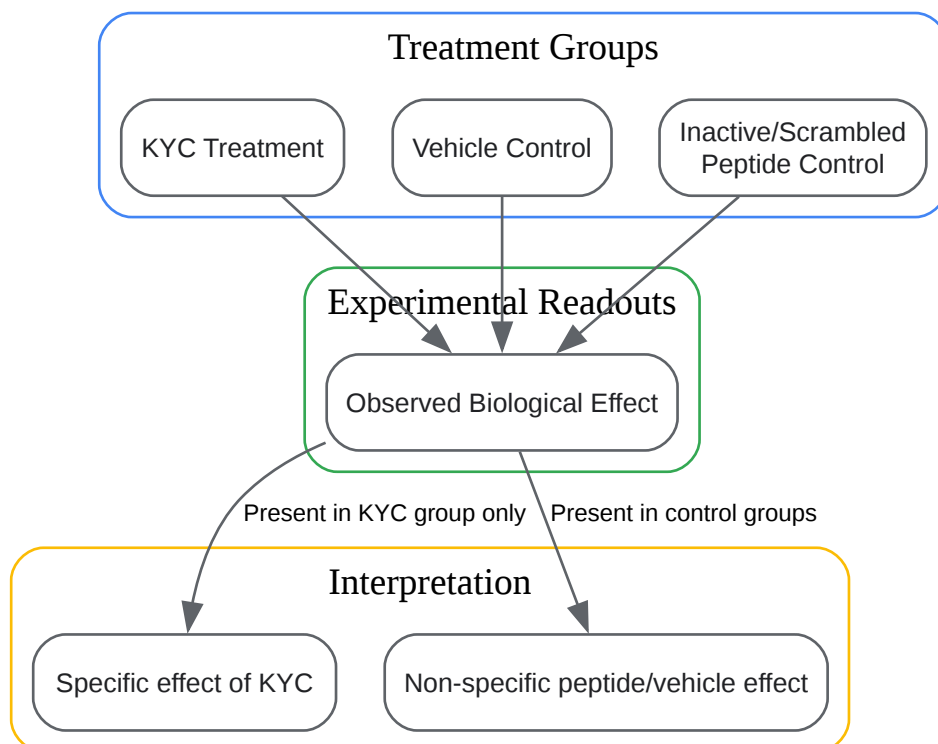 Treatment Groups
KYC Treatment
Vehicle Control
Inactive/Scrambled
Peptide Control
Experimental Readouts
Observed Biological Effect
Present in KYC group only
Present in control groups
Interpretation
Specific effect of KYC
Non-specific peptide/vehicle effect